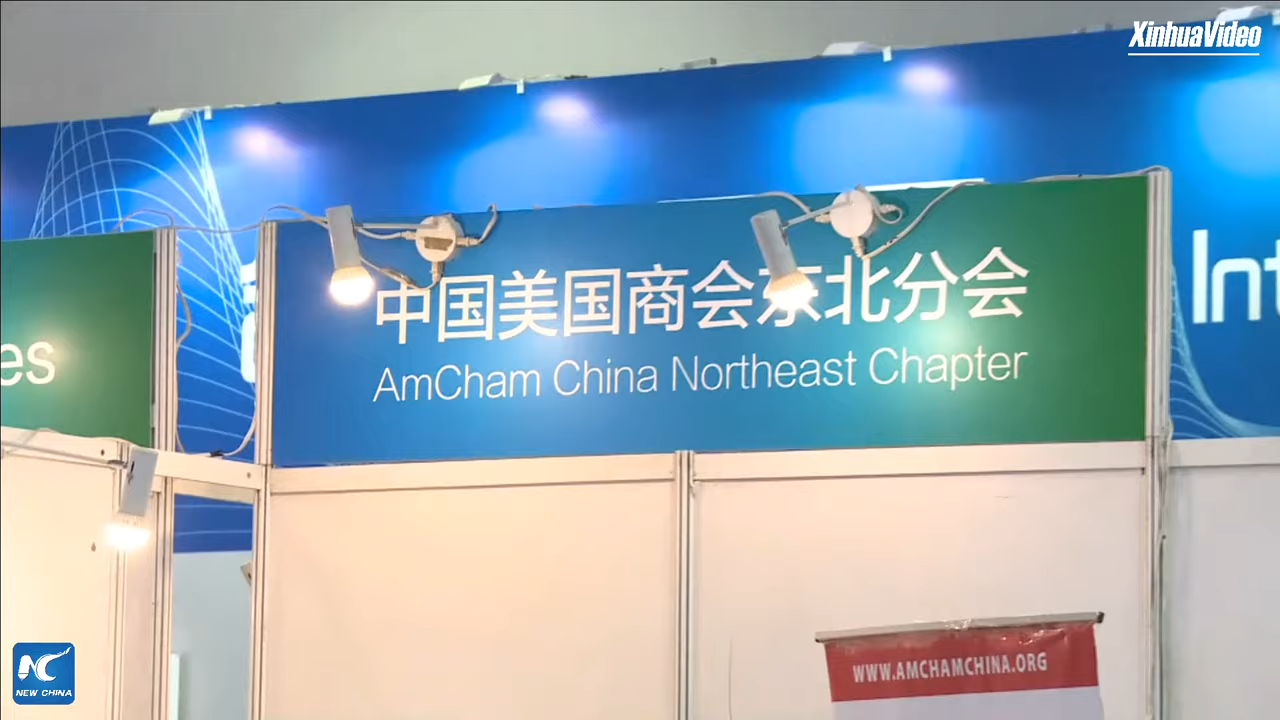 XinhuaVideo
中国美国商会东北分会
AmCham China Northeast Chapter
es
Int
WWW.AMCHAMCHINA.ORG
NC
NEW CHINA